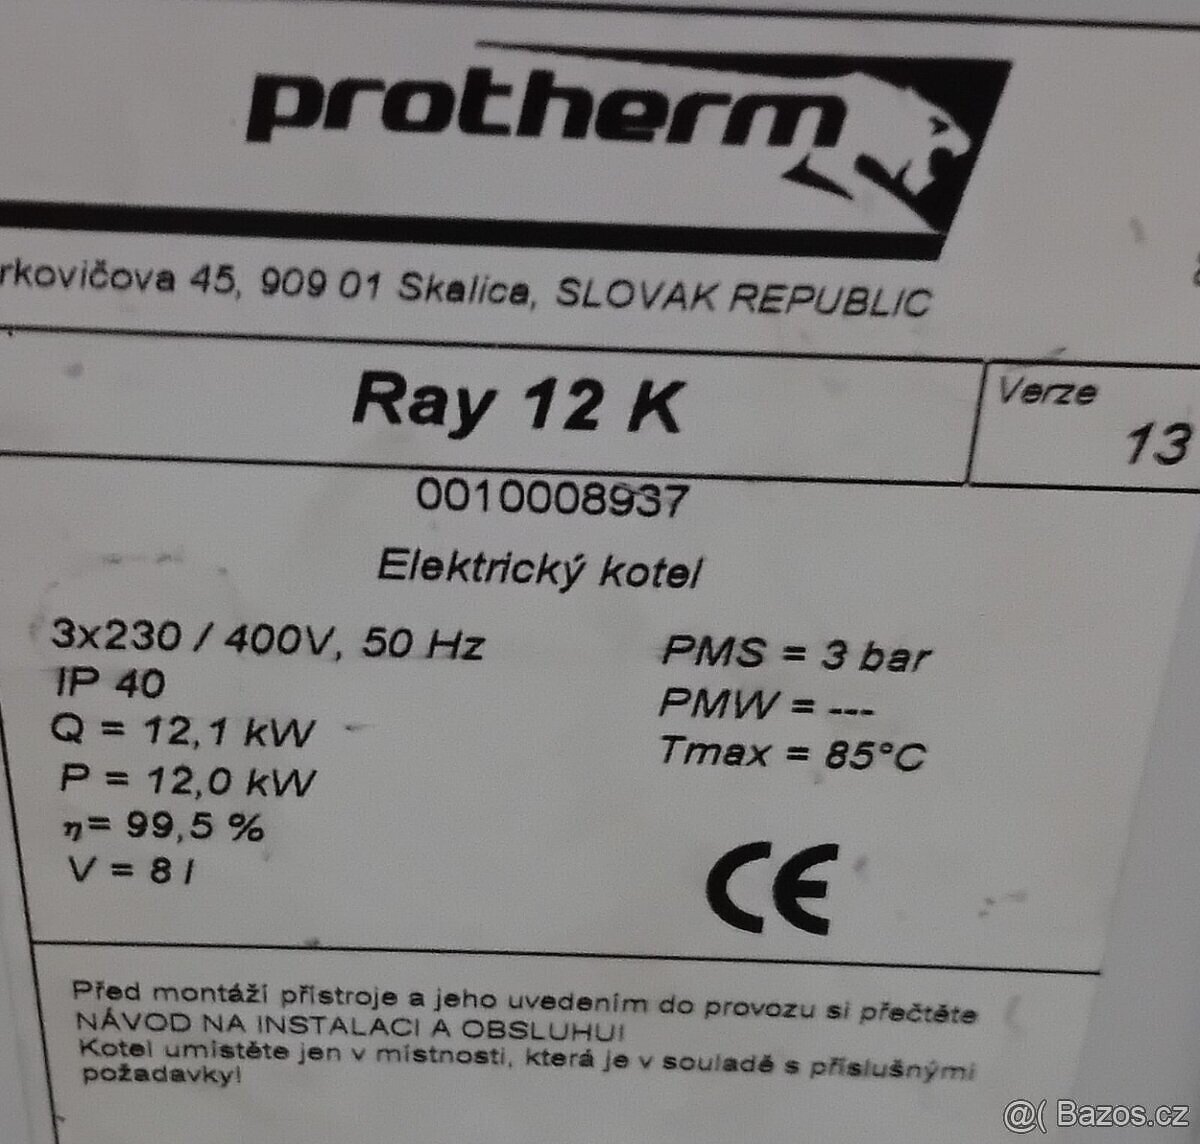 protherm
rkovičova 45, 909 01 Skalica, SLOVAK REPUBLIC
Ray 12 K
Verze
13
0010008937
Elektrický kotel
3x230 / 400V, 50 Hz
IP 40
Q = 12,1 kW
P = 12,0 kW
η= 99,5 %
V = 8 l
PMS = 3 bar
PMW = ---
Tmax = 85°C
CE
Před montáží přístroje a jeho uvedením do provozu si přečtěte
NÁVOD NA INSTALACI A OBSLUHU!
Kotel umístěte jen v místnosti, která je v souladě s příslušnými
požadavky!
@( Bazos.cz